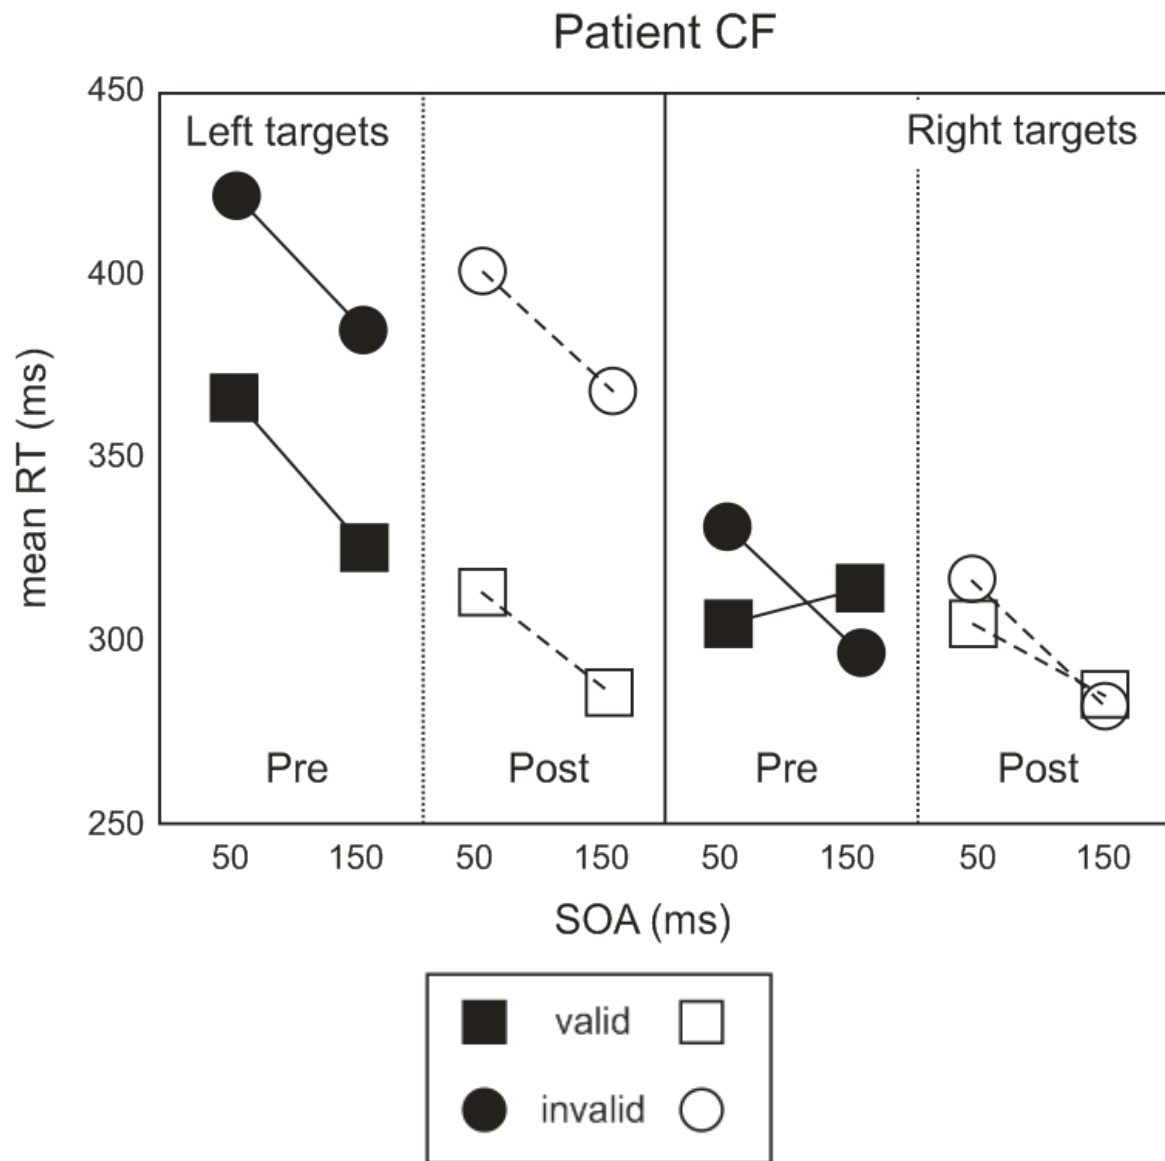 Patient CF
450
400
350
300
250
mean RT (ms)
Left targets
Right targets
Pre
Post
Pre
Post
50 150 50 150 50 150 50 150
SOA (ms)
valid
invalid